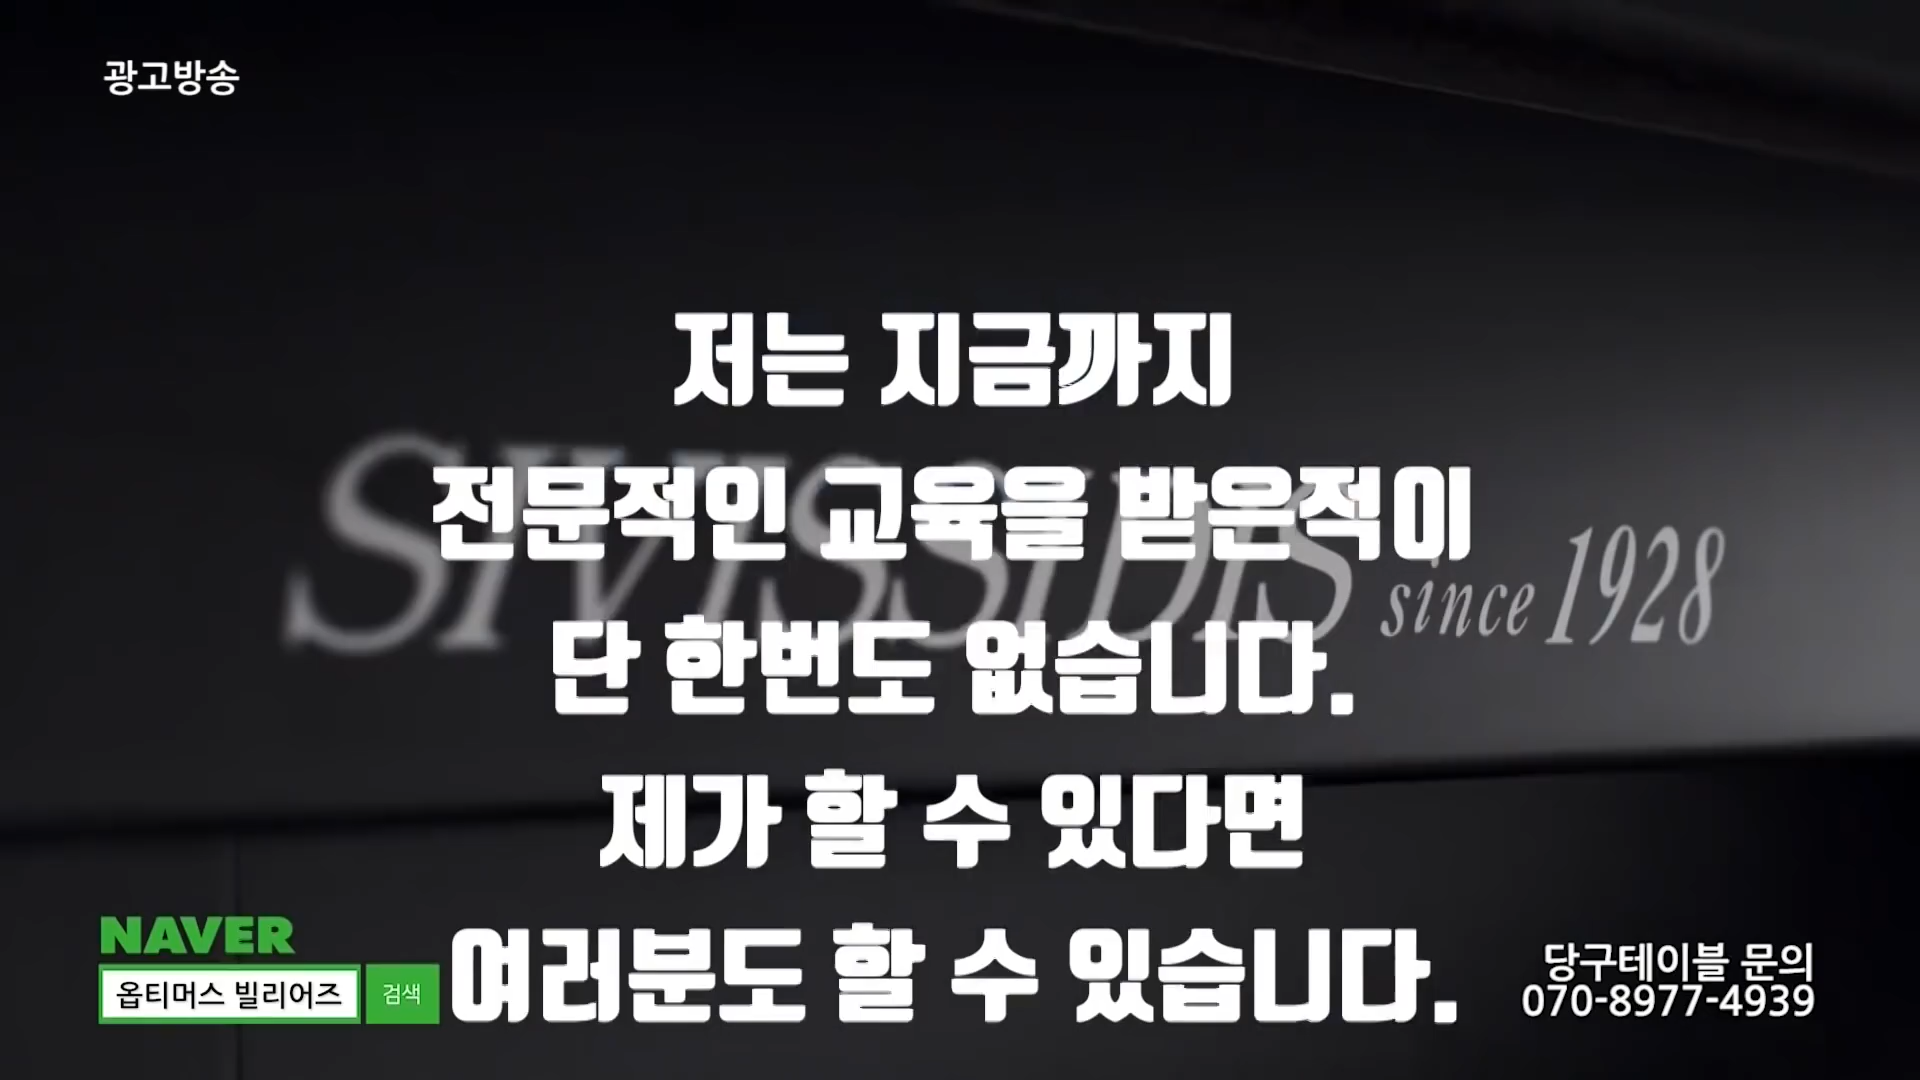 광고방송
저는 지금까지
전문적인 교육을 받은적이
단 한번도 없습니다.
제가 할 수 있다면
여러분도 할 수 있습니다.
since 1928
NAVER
옵티머스 빌리어즈 검색
당구테이블 문의
070-8977-4939